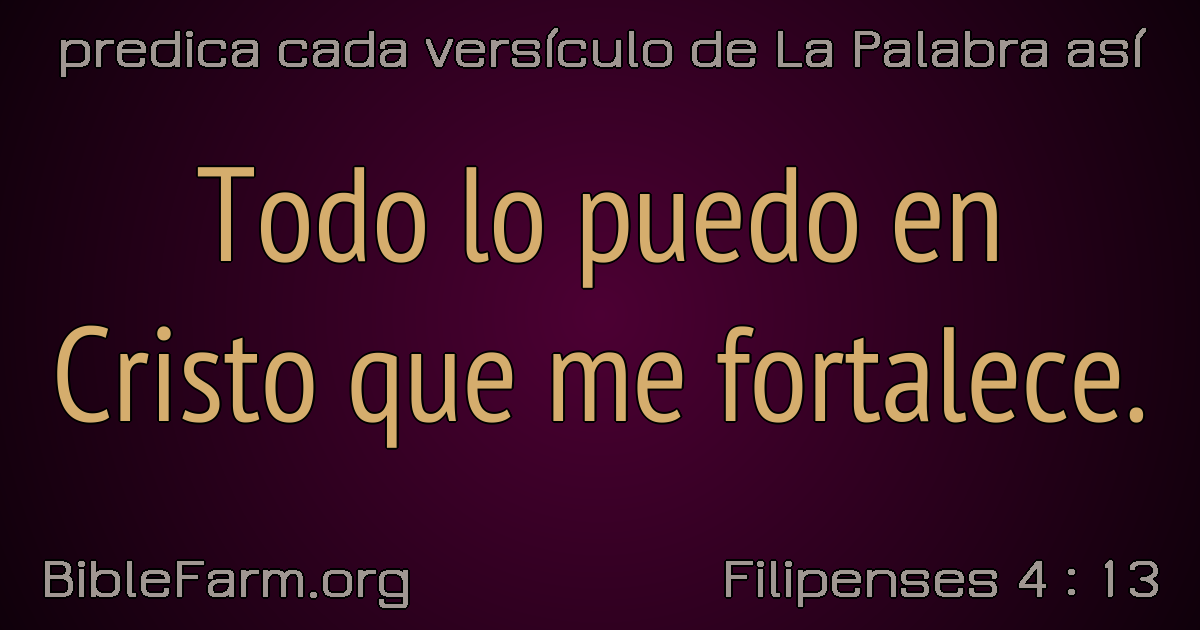 predica cada versículo de La Palabra así
Todo lo puedo en
Cristo que me fortalece.
BibleFarm.org
Filipenses 4 : 13